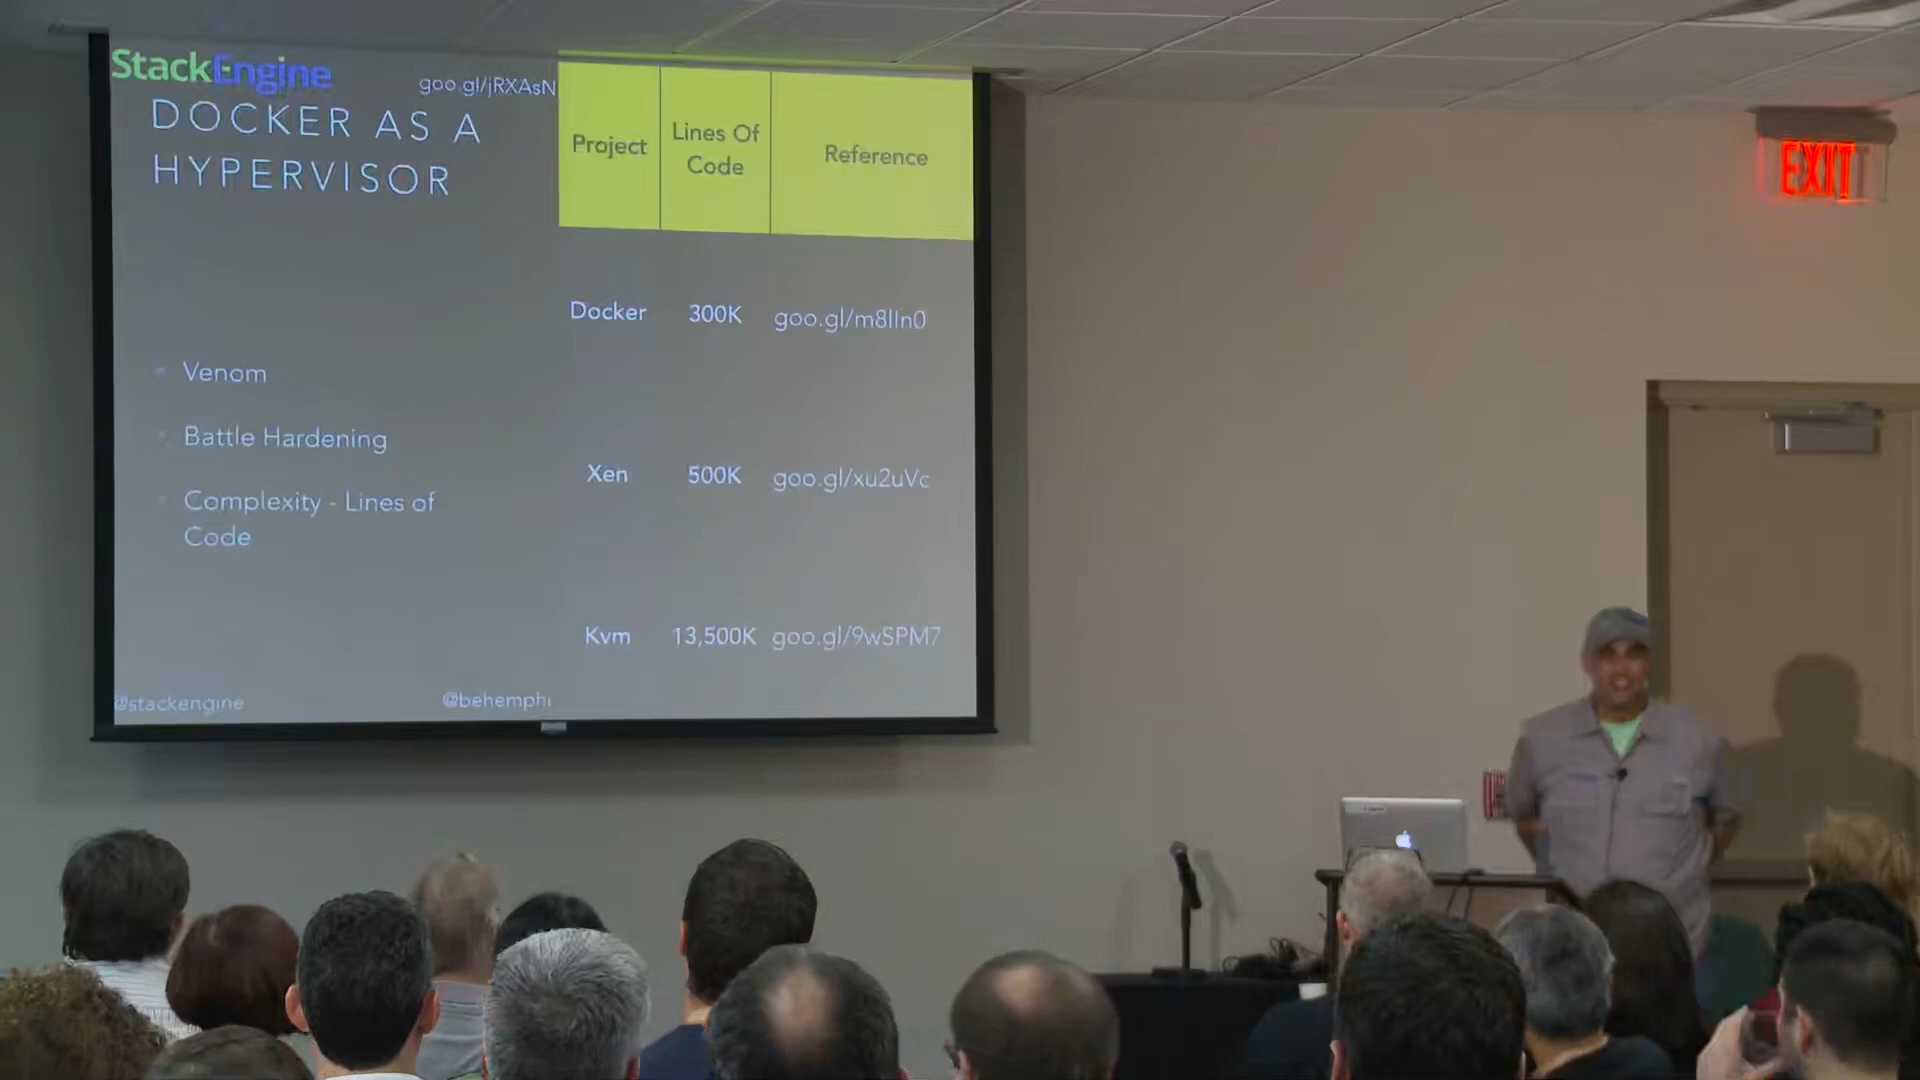 StackEngine
goo.gl/jRXAsN
DOCKER AS A
HYPERVISOR
Venom
Battle Hardening
Complexity - Lines of
Code
Project
Lines Of
Code
Reference
Docker 300K goo.gl/m8IIn0
Xen 500K goo.gl/xu2uVc
Kvm 13,500K goo.gl/9wSPM7
@stackengine
@behemphi
EXIT